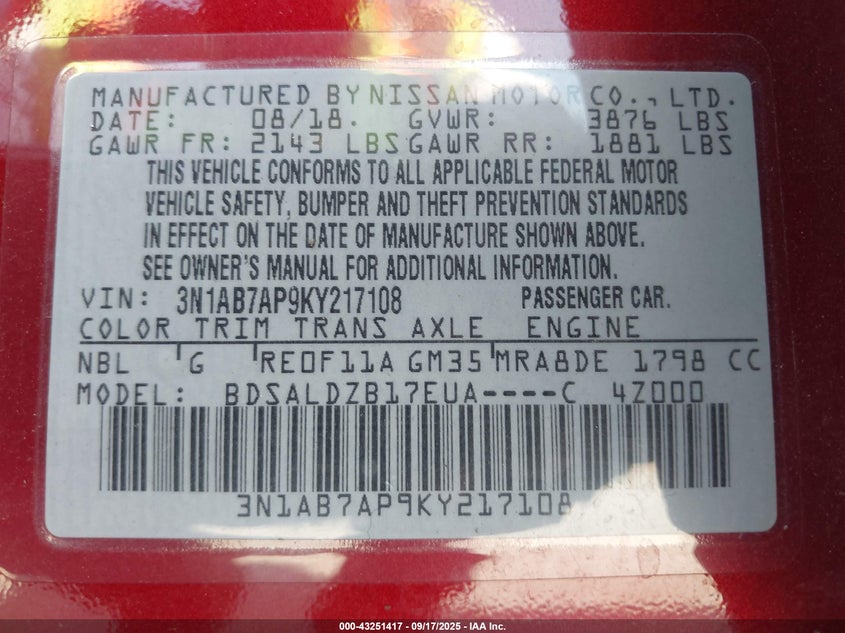 MANUFACTURED BY NISSAN MOTOR CO., LTD.
DATE: 08/18. GVWR: 3876 LBS
GAWR FR: 2143 LBS GAWR RR: 1881 LBS
THIS VEHICLE CONFORMS TO ALL APPLICABLE FEDERAL MOTOR
VEHICLE SAFETY, BUMPER AND THEFT PREVENTION STANDARDS
IN EFFECT ON THE DATE OF MANUFACTURE SHOWN ABOVE.
SEE OWNER'S MANUAL FOR ADDITIONAL INFORMATION.
VIN: 3N1AB7AP9KY217108 PASSENGER CAR.
COLOR TRIM TRANS AXLE ENGINE
NBL G RE0F11A GM35 MRA8DE 1798 CC
MODEL: BDSALDZB17EUA----C 4Z000
3N1AB7AP9KY217108
000-43251417 - 09/17/2025 - IAA Inc.